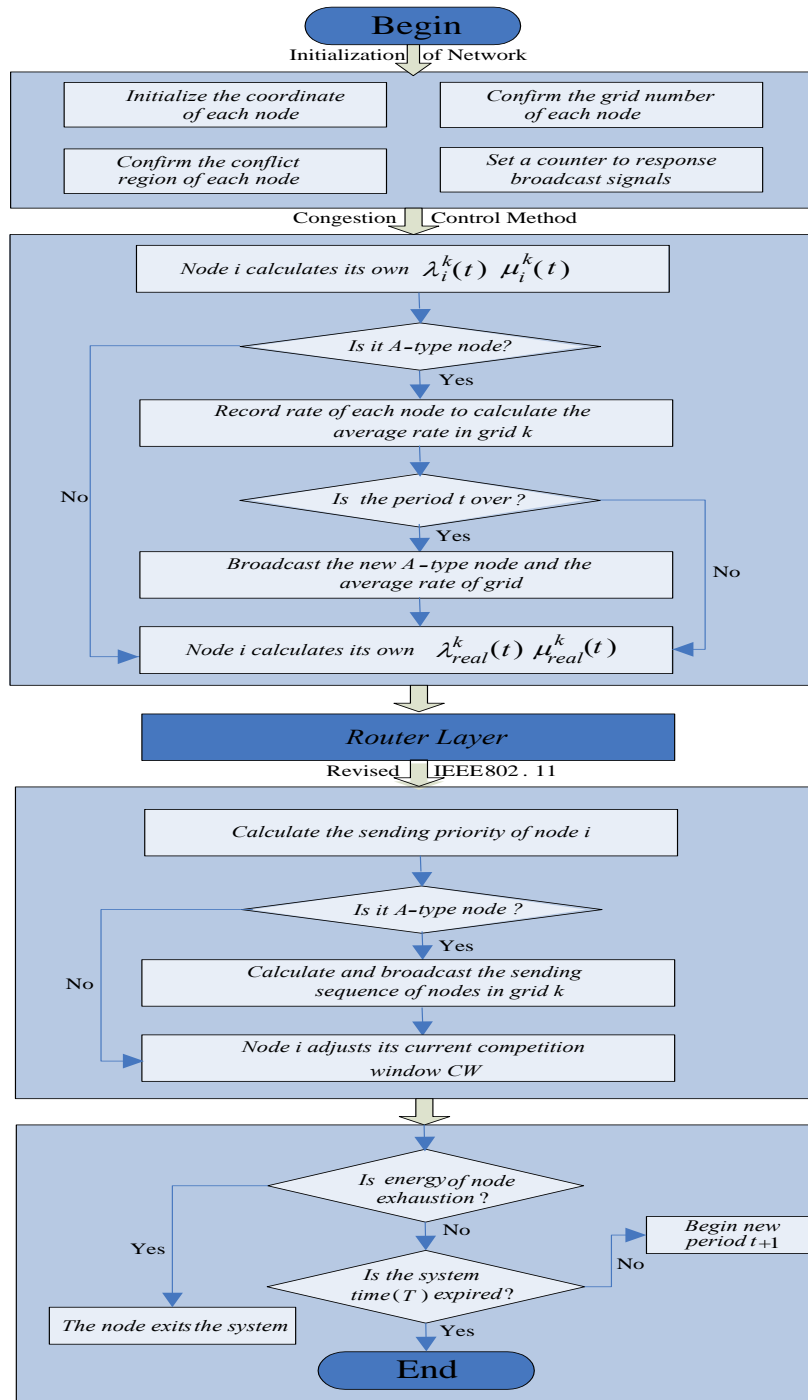 Begin
Initialization of Network
Initialize the coordinate
of each node
Confirm the grid number
of each node
Confirm the conflict
region of each node
Set a counter to response
broadcast signals
Congestion Control Method
Node i calculates its own λ_i^k(t) μ_i^k(t)
Is it A-type node?
Yes
No
Record rate of each node to calculate the
average rate in grid k
Is the period t over ?
Yes
No
Broadcast the new A-type node and the
average rate of grid
Node i calculates its own λ_real^k(t) μ_real^k(t)
Router Layer
Revised IEEE802 . 11
Calculate the sending priority of node i
Is it A-type node ?
Yes
No
Calculate and broadcast the sending
sequence of nodes in grid k
Node i adjusts its current competition
window CW
Is energy of node
exhaustion ?
Yes
No
Begin new
period t+1
Is the system
time(T) expired?
No
The node exits the system
Yes
End